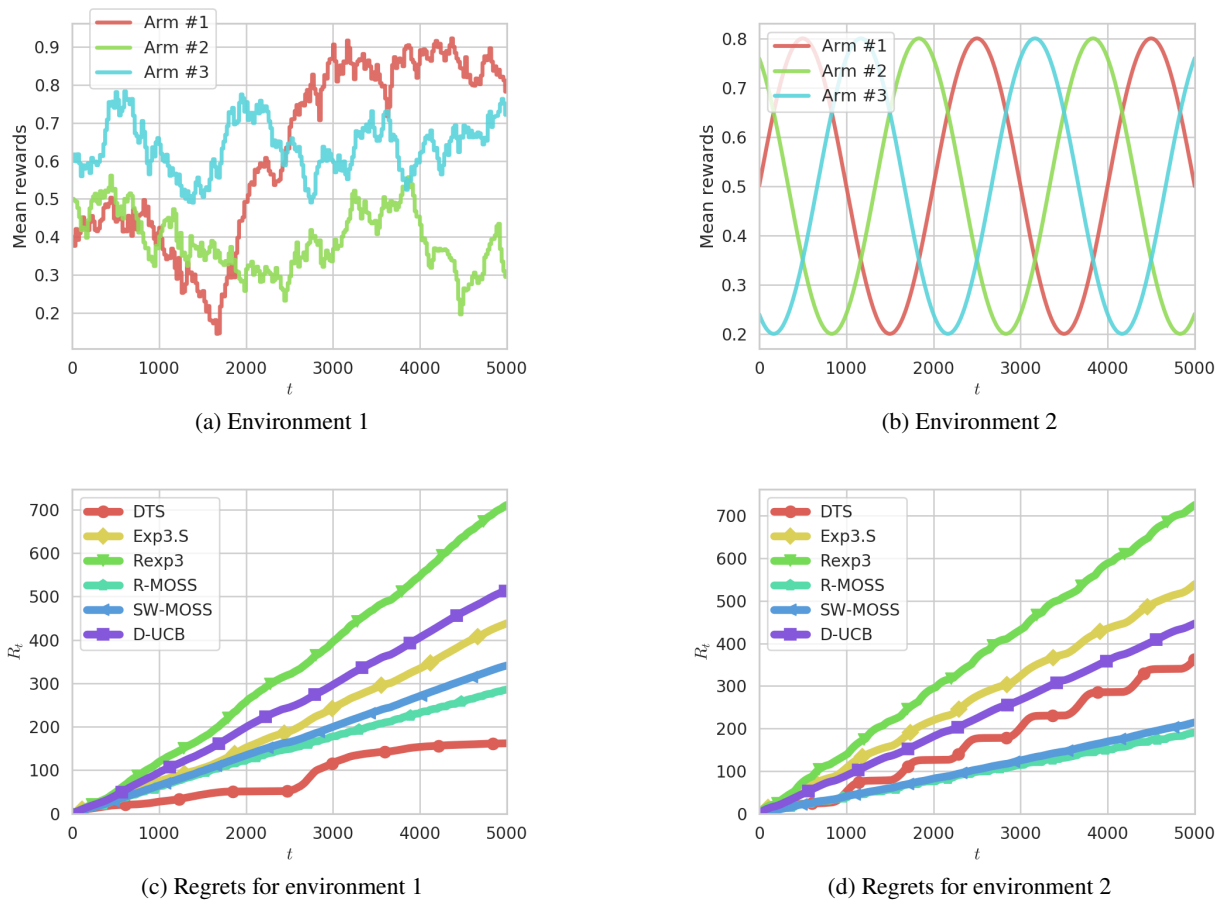 Arm #1
Arm #2
Arm #3
0.9
0.8
0.7
0.6
0.5
0.4
0.3
0.2
Mean rewards
0 1000 2000 3000 4000 5000
t
(a) Environment 1
Arm #1
Arm #2
Arm #3
0.8
0.7
0.6
0.5
0.4
0.3
0.2
Mean rewards
0 1000 2000 3000 4000 5000
t
(b) Environment 2
DTS
Exp3.S
Rexp3
R-MOSS
SW-MOSS
D-UCB
700
600
500
400
300
200
100
0
R_t
0 1000 2000 3000 4000 5000
t
(c) Regrets for environment 1
DTS
Exp3.S
Rexp3
R-MOSS
SW-MOSS
D-UCB
700
600
500
400
300
200
100
0
R_t
0 1000 2000 3000 4000 5000
t
(d) Regrets for environment 2